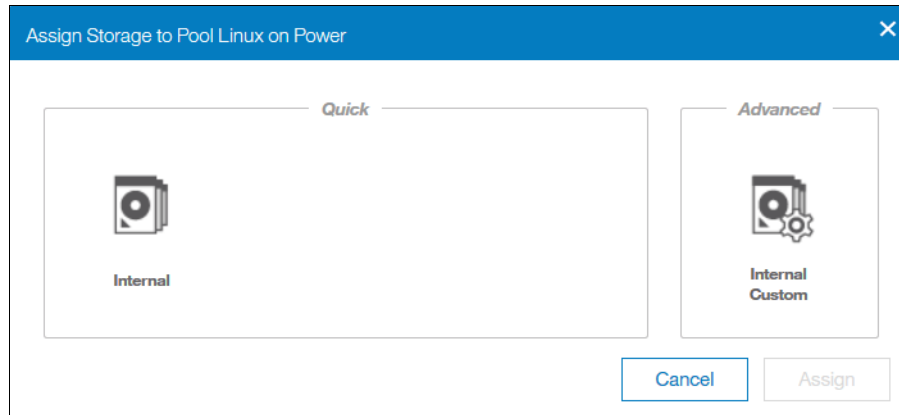 Assign Storage to Pool Linux on Power
Quick
Advanced
Internal
Internal
Custom
Cancel
Assign